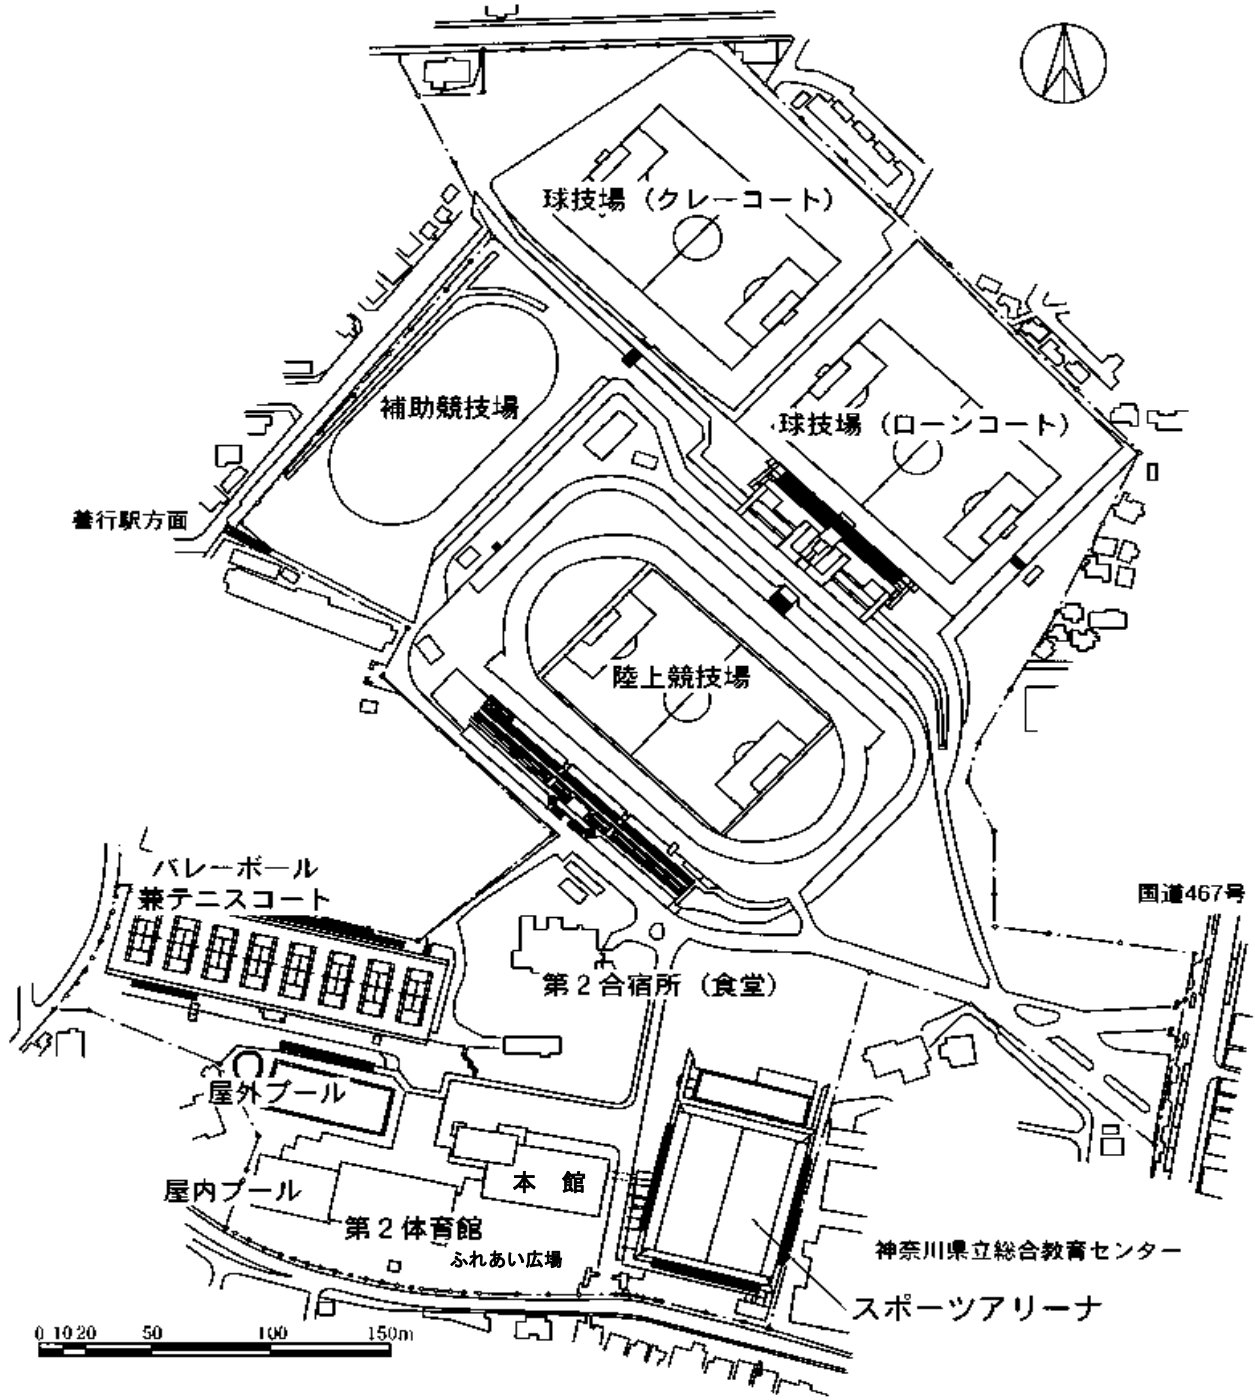 球技場（クレーコート）
補助競技場
球技場（ローンコート）
善行駅方面
陸上競技場
バレーボール
兼テニスコート
国道467号
第2合宿所（食堂）
屋外プール
本　館
屋内プール
第2体育館
ふれあい広場
神奈川県立総合教育センター
スポーツアリーナ
0 10 20 50 100 150m